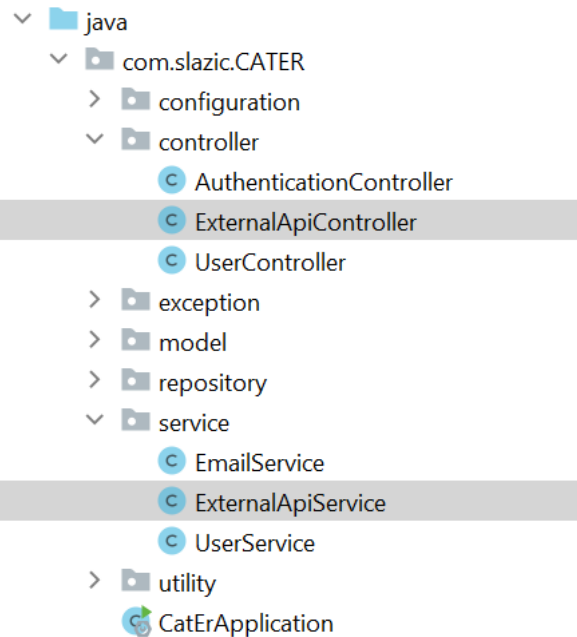 java
com.slazic.CATER
configuration
controller
C AuthenticationController
C ExternalApiController
C UserController
exception
model
repository
service
C EmailService
C ExternalApiService
C UserService
utility
C CatErApplication